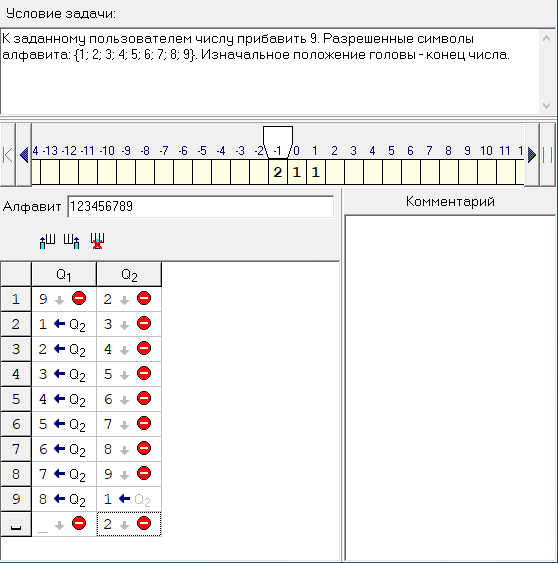 Условие задачи:
К заданному пользователем числу прибавить 9. Разрешенные символы
алфавита: {1; 2; 3; 4; 5; 6; 7; 8; 9}. Изначальное положение головы - конец числа.
4 -13 -12 -11 -10 -9 -8 -7 -6 -5 -4 -3 -2 -1 0 1 2 3 4 5 6 7 8 9 10 11 1
2 1 1
Алфавит 123456789
Комментарий
Q1 Q2
1 9 2
2 1 ← Q2 3
3 2 ← Q2 4
4 3 ← Q2 5
5 4 ← Q2 6
6 5 ← Q2 7
7 6 ← Q2 8
8 7 ← Q2 9
9 8 ← Q2 1 ← Q2
_ 2